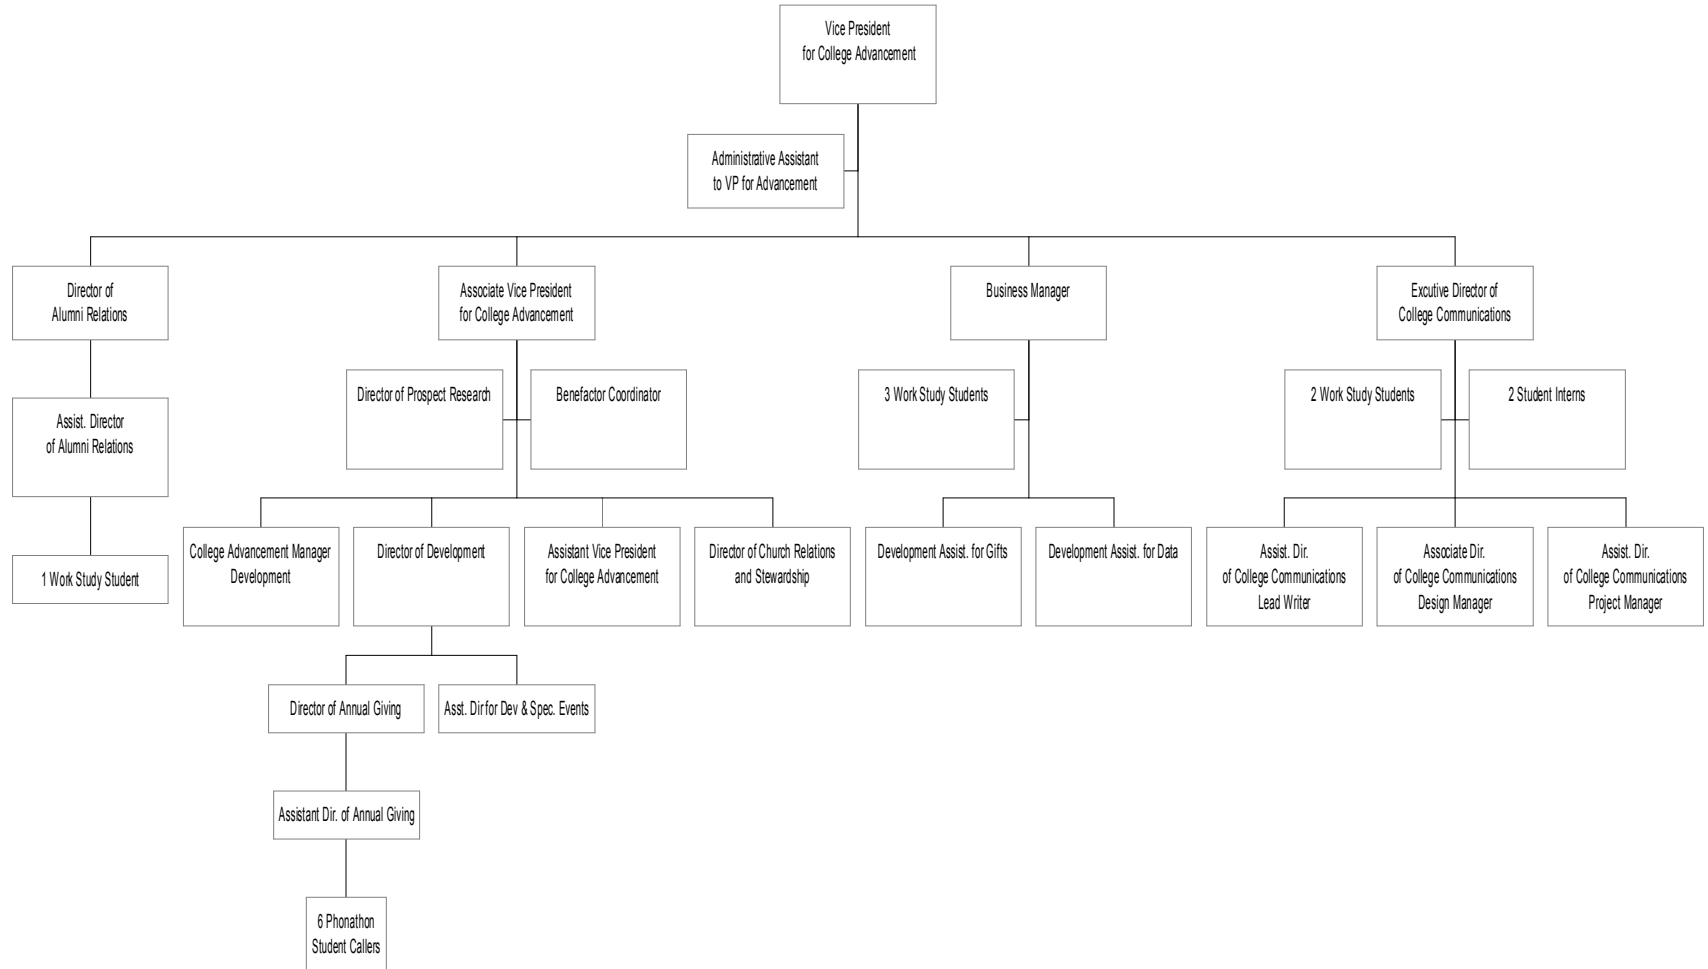 Vice President
for College Advancement
Administrative Assistant
to VP for Advancement
Director of
Alumni Relations
Associate Vice President
for College Advancement
Business Manager
Excutive Director of
College Communications
Director of Prospect Research
Benefactor Coordinator
3 Work Study Students
2 Work Study Students
2 Student Interns
Assist. Director
of Alumni Relations
1 Work Study Student
College Advancement Manager
Development
Director of Development
Assistant Vice President
for College Advancement
Director of Church Relations
and Stewardship
Development Assist. for Gifts
Development Assist. for Data
Assist. Dir.
of College Communications
Lead Writer
Associate Dir.
of College Communications
Design Manager
Assist. Dir.
of College Communications
Project Manager
Director of Annual Giving
Asst. Dir for Dev & Spec. Events
Assistant Dir. of Annual Giving
6 Phonathon
Student Callers